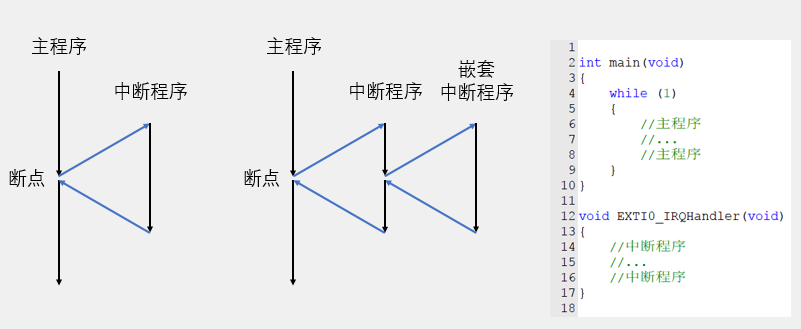 主程序
中断程序
断点
主程序
中断程序
嵌套
中断程序
断点
1
2 int main(void)
3 {
4     while (1)
5     {
6         //主程序
7         //...
8         //主程序
9     }
10 }
11
12 void EXTI0_IRQHandler(void)
13 {
14     //中断程序
15     //...
16     //中断程序
17 }
18